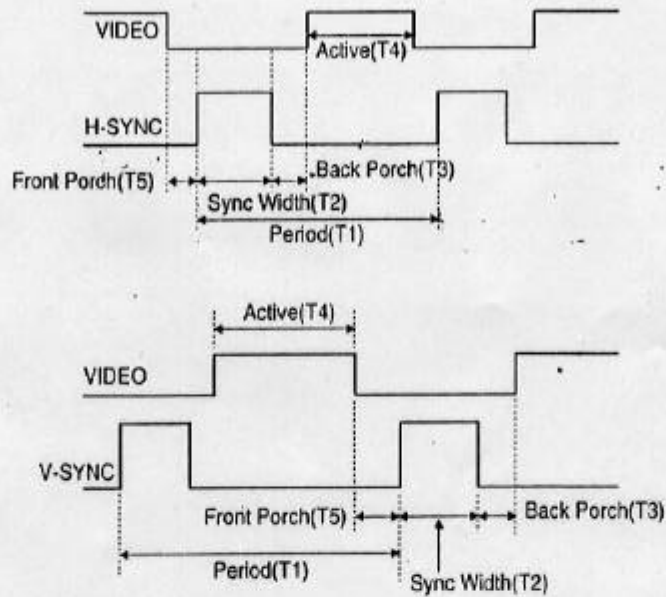 VIDEO
Active(T4)
H-SYNC
Front Pordh(T5)
Back Porch(T3)
Sync Width(T2)
Period(T1)
Active(T4)
VIDEO
V-SYNC
Front Porch(T5)
Back Porch(T3)
Period(T1)
Sync Width(T2)